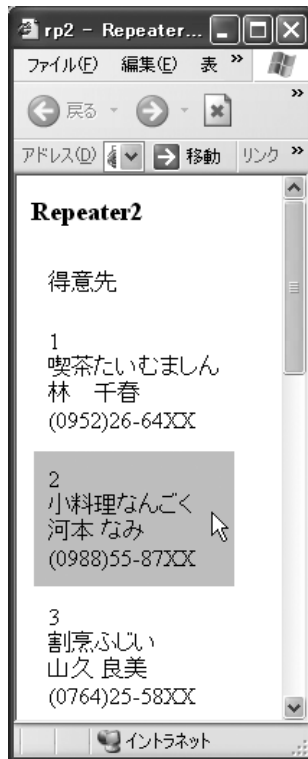 rp2 - Repeater...
ファイル(F) 編集(E) 表 »
戻る »
アドレス(D) 移動 リンク »
Repeater2
得意先
1
喫茶たいむましん
林　千春
(0952)26-64XX
2
小料理なんごく
河本 なみ
(0988)55-87XX
3
割烹ふじい
山久 良美
(0764)25-58XX
イントラネット